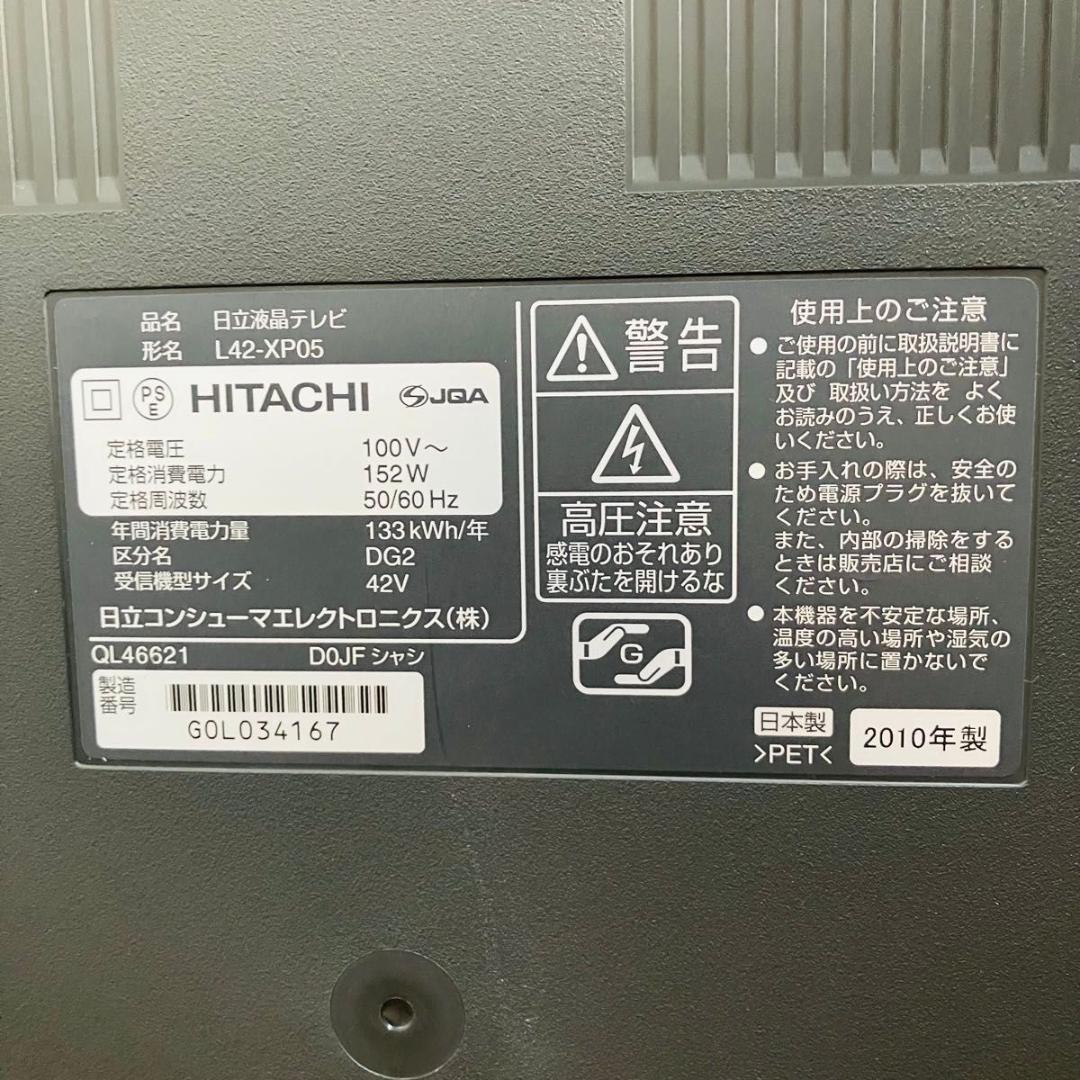 品名 日立液晶テレビ
形名 L42-XP05
PS
E
HITACHI JQA
定格電圧 100V～
定格消費電力 152W
定格周波数 50/60Hz
年間消費電力量 133kWh/年
区分名 DG2
受信機型サイズ 42V
日立コンシューマエレクトロニクス(株)
QL46621 D0JFシャシ
製造
番号
G0L034167
警告
高圧注意
感電のおそれあり
裏ぶたを開けるな
G
使用上のご注意
● ご使用の前に取扱説明書に
記載の「使用上のご注意」
及び 取扱い方法を よく
お読みのうえ、正しくお使
いください。
● お手入れの際は、安全の
ため電源プラグを抜いて
ください。
また、内部の掃除をする
ときは販売店にご相談
ください。
● 本機器を不安定な場所、
温度の高い場所や湿気の
多い場所に置かないで
ください。
日本製
>PET<
2010年製